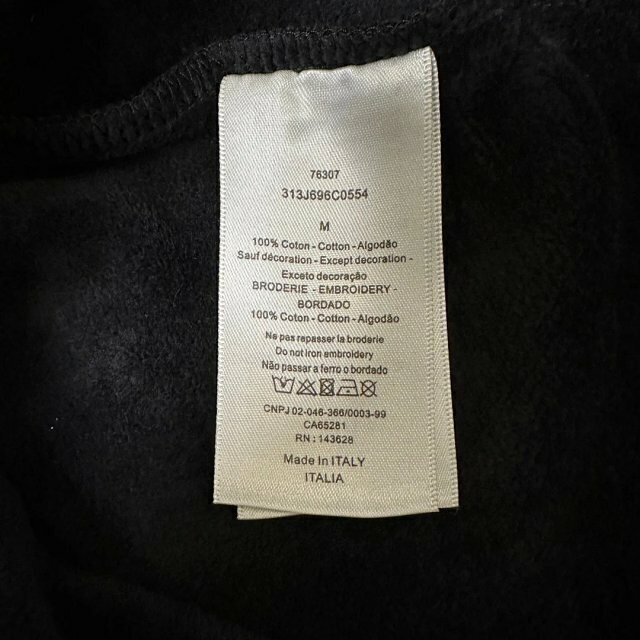 76307
313J696C0554
M
100% Coton - Cotton - Algodão
Sauf décoration - Except decoration -
Exceto decoração
BRODERIE - EMBROIDERY -
BORDADO
100% Coton - Cotton - Algodão
Ne pas repasser la broderie
Do not iron embroidery
Não passar a ferro o bordado
CNPJ 02-046-366/0003-99
CA65281
RN : 143628
Made In ITALY
ITALIA